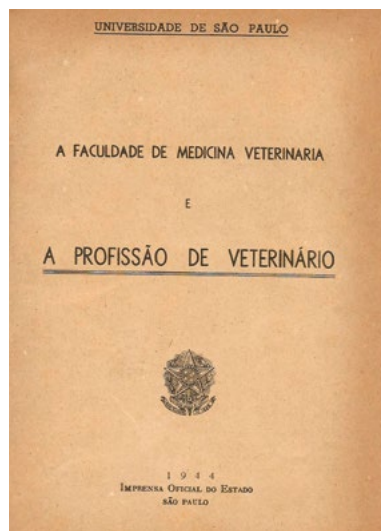 UNIVERSIDADE DE SÃO PAULO
A FACULDADE DE MEDICINA VETERINARIA
E
A PROFISSÃO DE VETERINÁRIO
1944
IMPRENSA OFICIAL DO ESTADO
SÃO PAULO